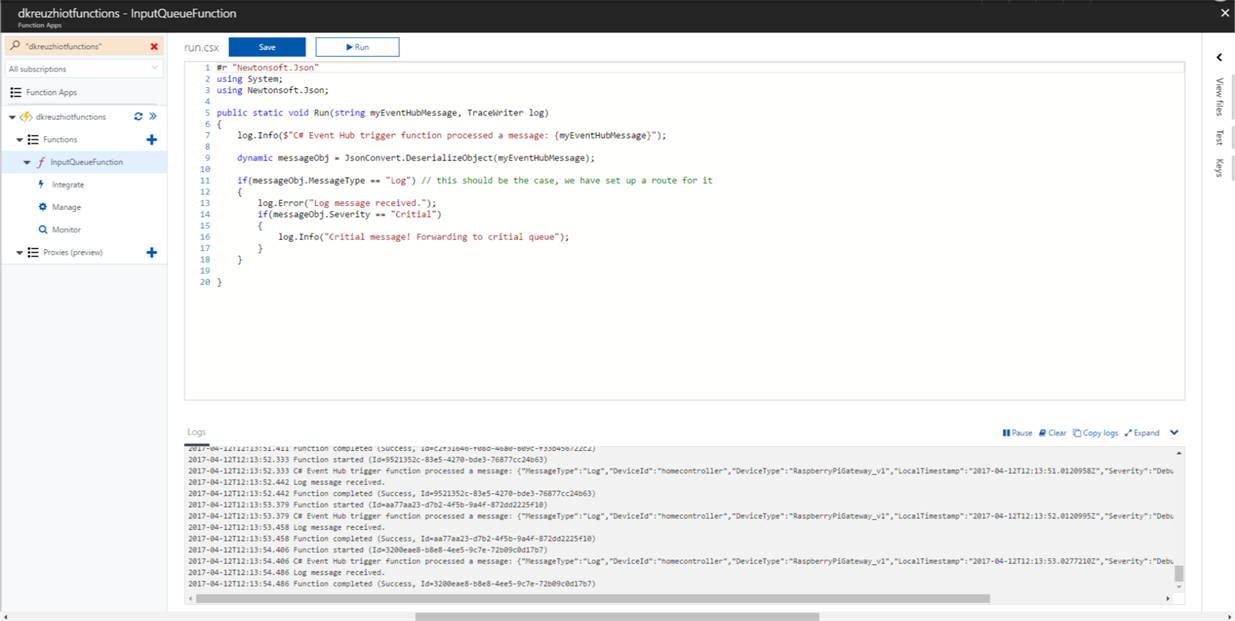 dkreuzhiotfunctions - InputQueueFunction
Function Apps
"dkreuzhiotfunctions"
All subscriptions
Function Apps
dkreuzhiotfunctions
Functions
InputQueueFunction
Integrate
Manage
Monitor
Proxies (preview)
run.csx Save Run
1 #r "Newtonsoft.Json"
2 using System;
3 using Newtonsoft.Json;
4
5 public static void Run(string myEventHubMessage, TraceWriter log)
6 {
7 log.Info($"C# Event Hub trigger function processed a message: {myEventHubMessage}");
8
9 dynamic messageObj = JsonConvert.DeserializeObject(myEventHubMessage);
10
11 if(messageObj.MessageType == "Log") // this should be the case, we have set up a route for it
12 {
13 log.Error("Log message received.");
14 if(messageObj.Severity == "Critial")
15 {
16 log.Info("Critial message! Forwarding to critial queue");
17 }
18 }
19
20 }
View files
Test
Keys
Logs Pause Clear Copy logs Expand
2017-04-12T12:13:51.411 Function completed (Success,
2017-04-12T12:13:52.333 Function started (Id=9521352c-83e5-4270-bde3-76877cc24b63)
2017-04-12T12:13:52.333 C# Event Hub trigger function processed a message: {"MessageType":"Log","DeviceId":"homecontroller","DeviceType":"RaspberryPiGateway_v1","LocalTimestamp":"2017-04-12T12:13:51.0120958Z","Severity":"Debu
2017-04-12T12:13:52.442 Log message received.
2017-04-12T12:13:52.442 Function completed (Success, Id=9521352c-83e5-4270-bde3-76877cc24b63)
2017-04-12T12:13:53.379 Function started (Id=aa77aa23-d7b2-4f5b-9a4f-872dd2225f10)
2017-04-12T12:13:53.379 C# Event Hub trigger function processed a message: {"MessageType":"Log","DeviceId":"homecontroller","DeviceType":"RaspberryPiGateway_v1","LocalTimestamp":"2017-04-12T12:13:52.0120995Z","Severity":"Debu
2017-04-12T12:13:53.458 Log message received.
2017-04-12T12:13:53.458 Function completed (Success, Id=aa77aa23-d7b2-4f5b-9a4f-872dd2225f10)
2017-04-12T12:13:54.406 Function started (Id=3200eae8-b8e8-4ee5-9c7e-72b09c0d17b7)
2017-04-12T12:13:54.406 C# Event Hub trigger function processed a message: {"MessageType":"Log","DeviceId":"homecontroller","DeviceType":"RaspberryPiGateway_v1","LocalTimestamp":"2017-04-12T12:13:53.0277210Z","Severity":"Debu
2017-04-12T12:13:54.486 Log message received.
2017-04-12T12:13:54.486 Function completed (Success, Id=3200eae8-b8e8-4ee5-9c7e-72b09c0d17b7)